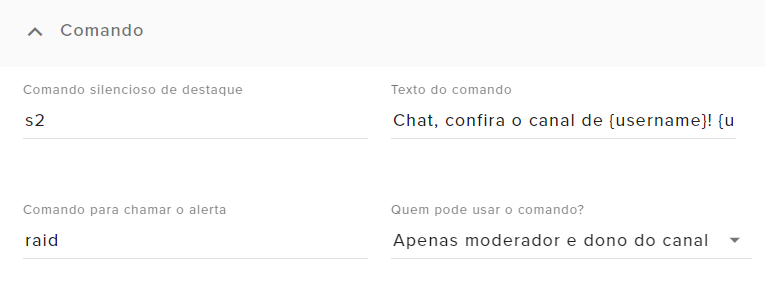 Comando
Comando silencioso de destaque
s2
Texto do comando
Chat, confira o canal de {username}! {u
Comando para chamar o alerta
raid
Quem pode usar o comando?
Apenas moderador e dono do canal